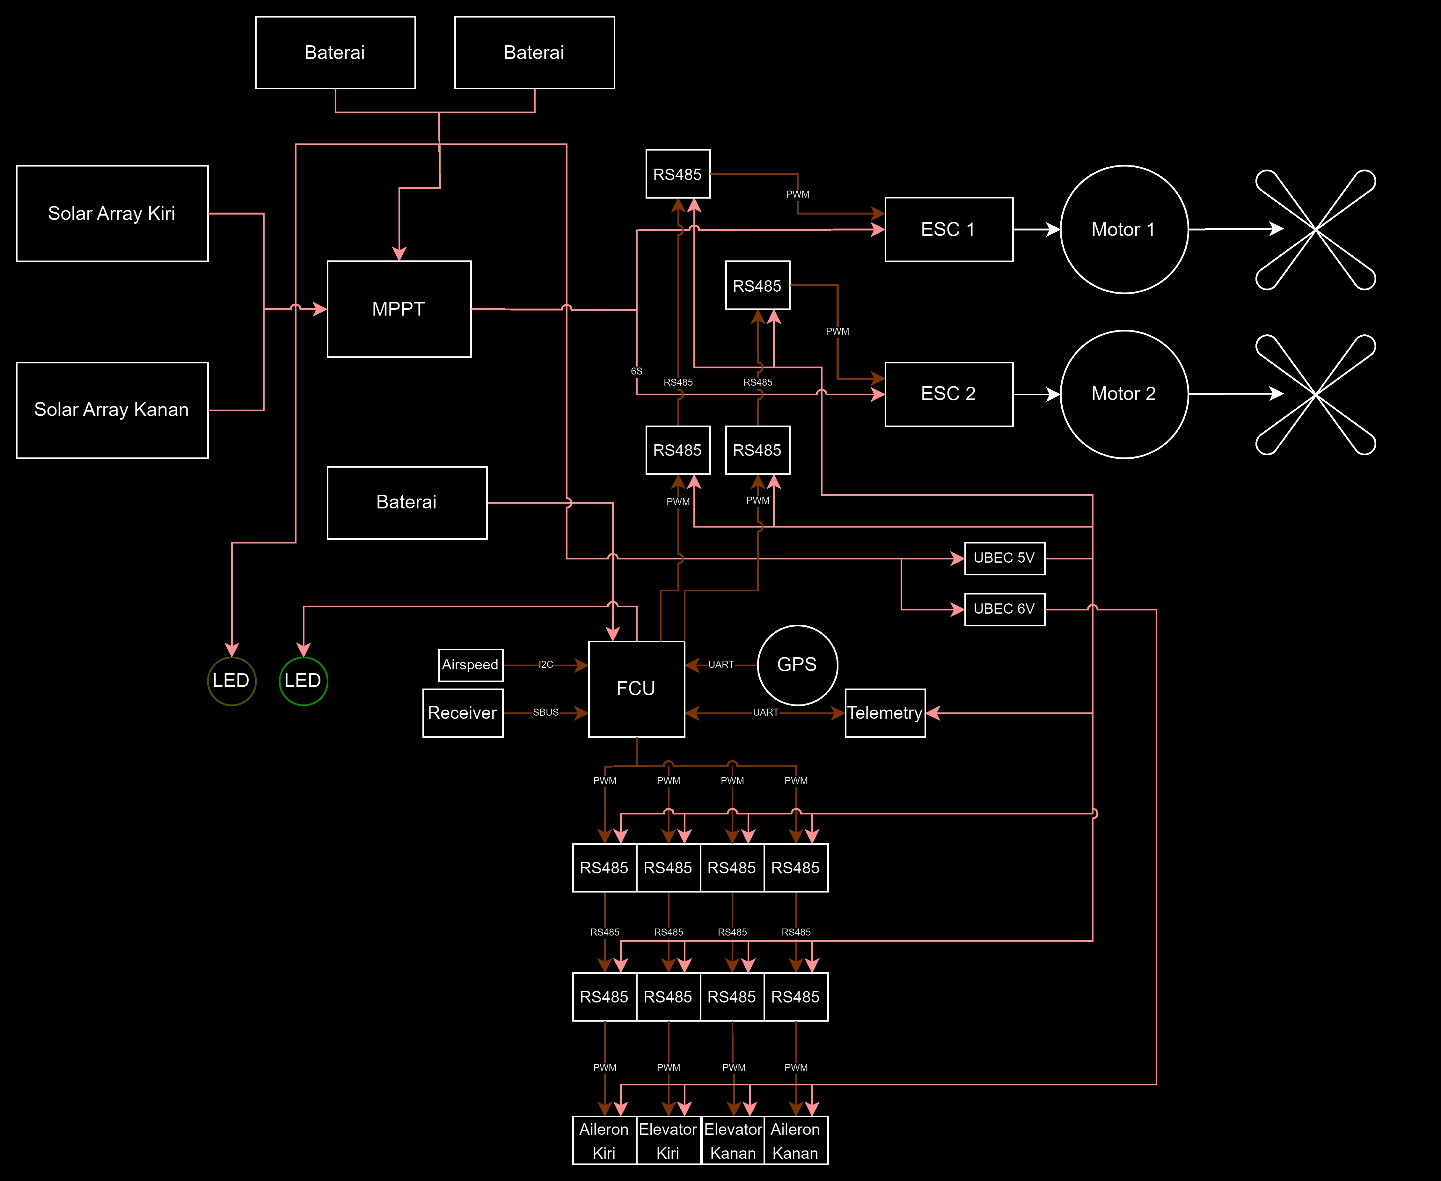 Baterai
Baterai
Solar Array Kiri
RS485
PWM
ESC 1
Motor 1
MPPT
RS485
PWM
Solar Array Kanan
6S
RS485
RS485
ESC 2
Motor 2
RS485
RS485
Baterai
PWM
PWM
UBEC 5V
UBEC 6V
LED
LED
Airspeed
I2C
FCU
UART
GPS
Receiver
SBUS
UART
Telemetry
PWM
PWM
PWM
PWM
RS485
RS485
RS485
RS485
RS485
RS485
RS485
RS485
RS485
RS485
RS485
RS485
PWM
PWM
PWM
PWM
Aileron
Kiri
Elevator
Kiri
Elevator
Kanan
Aileron
Kanan